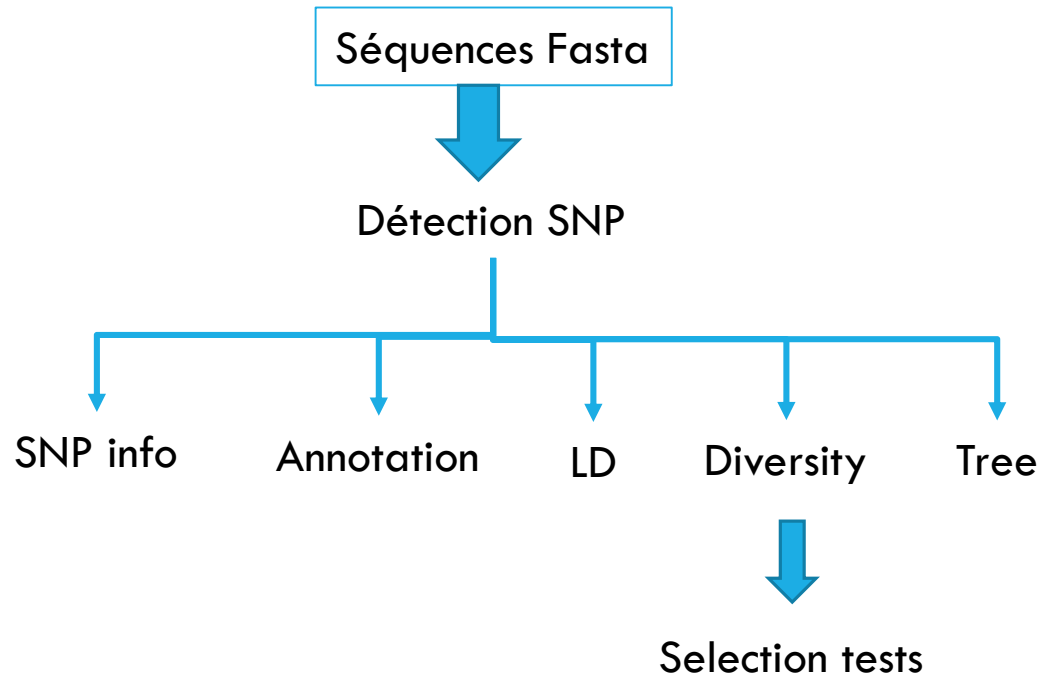 Séquences Fasta
Détection SNP
SNP info
Annotation
LD
Diversity
Tree
Selection tests